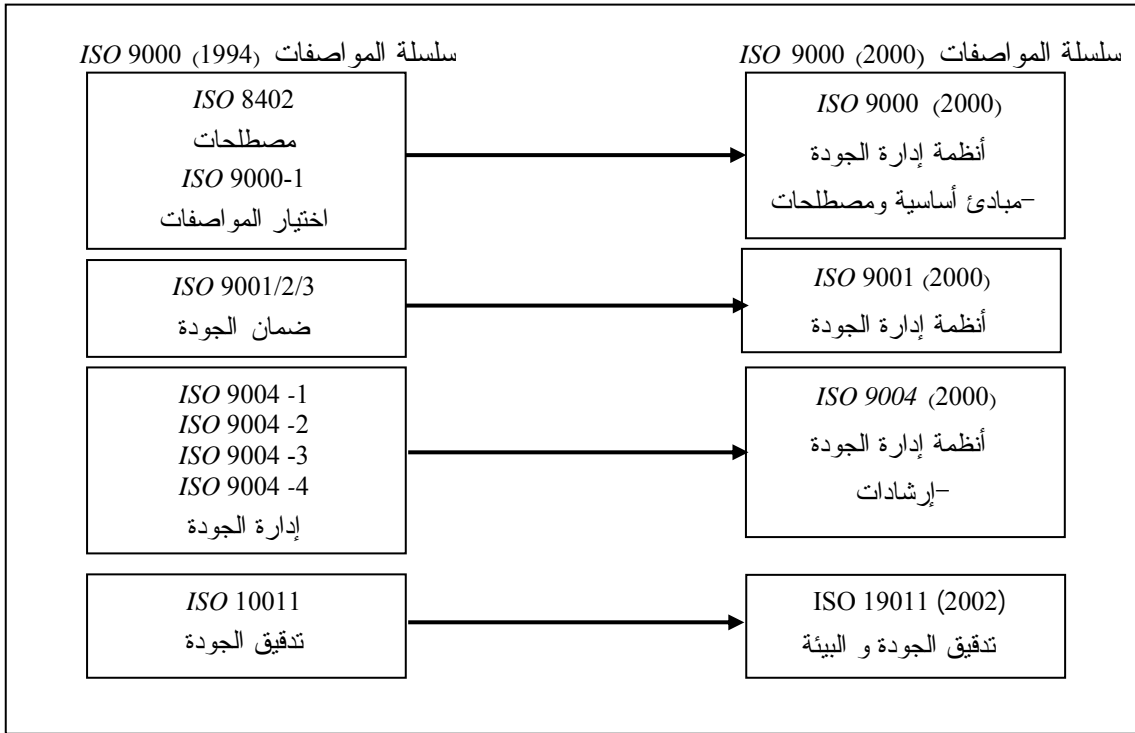 سلسلة المواصفات ISO 9000 (1994)
ISO 8402
مصطلحات
ISO 9000-1
اختيار المواصفات
ISO 9001/2/3
ضمان الجودة
ISO 9004 -1
ISO 9004 -2
ISO 9004 -3
ISO 9004 -4
إدارة الجودة
ISO 10011
تدقيق الجودة
سلسلة المواصفات ISO 9000 (2000)
ISO 9000 (2000)
أنظمة إدارة الجودة
–مبادئ أساسية ومصطلحات
ISO 9001 (2000)
أنظمة إدارة الجودة
ISO 9004 (2000)
أنظمة إدارة الجودة
–إرشادات
ISO 19011 (2002)
تدقيق الجودة و البيئة